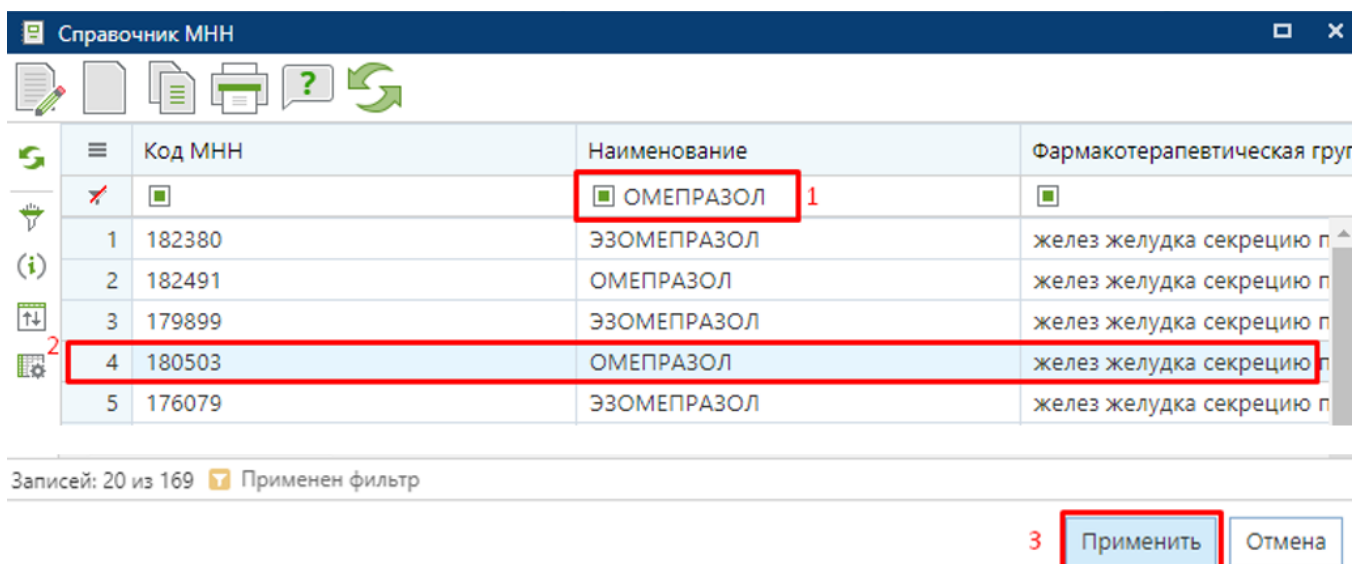 Справочник МНН
?
Код МНН Наименование Фармакотерапевтическая груп
ОМЕПРАЗОЛ 1
1 182380 ЭЗОМЕПРАЗОЛ желез желудка секрецию п
(i)
2 182491 ОМЕПРАЗОЛ желез желудка секрецию п
3 179899 ЭЗОМЕПРАЗОЛ желез желудка секрецию п
2
4 180503 ОМЕПРАЗОЛ желез желудка секрецию п
5 176079 ЭЗОМЕПРАЗОЛ желез желудка секрецию п
Записей: 20 из 169 Применен фильтр
3 Применить Отмена